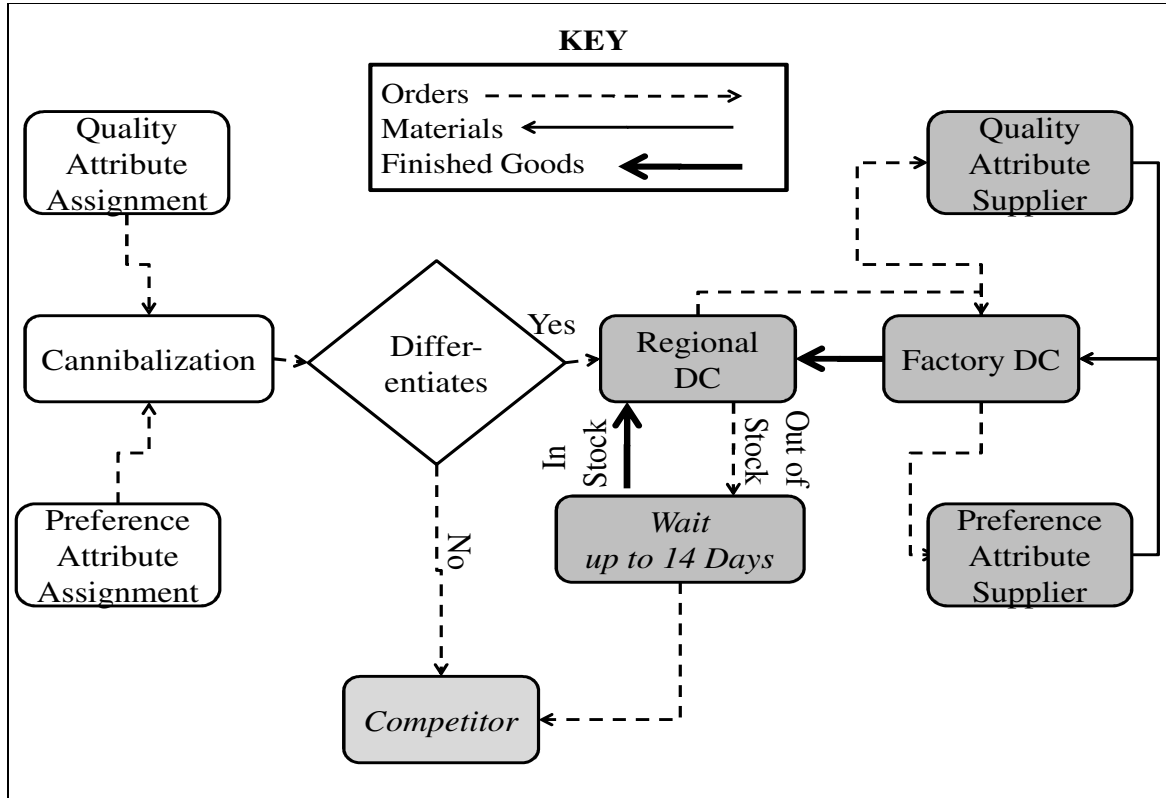 KEY
Orders
Materials
Finished Goods
Quality
Attribute
Assignment
Cannibalization
Preference
Attribute
Assignment
Differ-
entiates
Yes
No
Regional
DC
In
Stock
Out of
Stock
Wait
up to 14 Days
Competitor
Factory DC
Quality
Attribute
Supplier
Preference
Attribute
Supplier